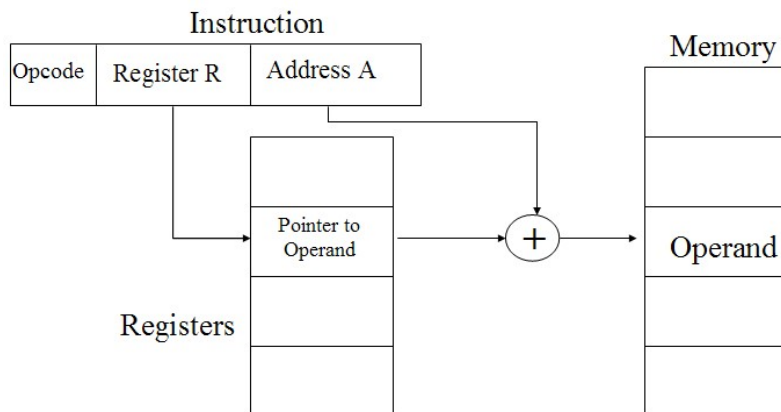 Instruction
Memory
Opcode
Register R
Address A
Pointer to
Operand
+
Operand
Registers